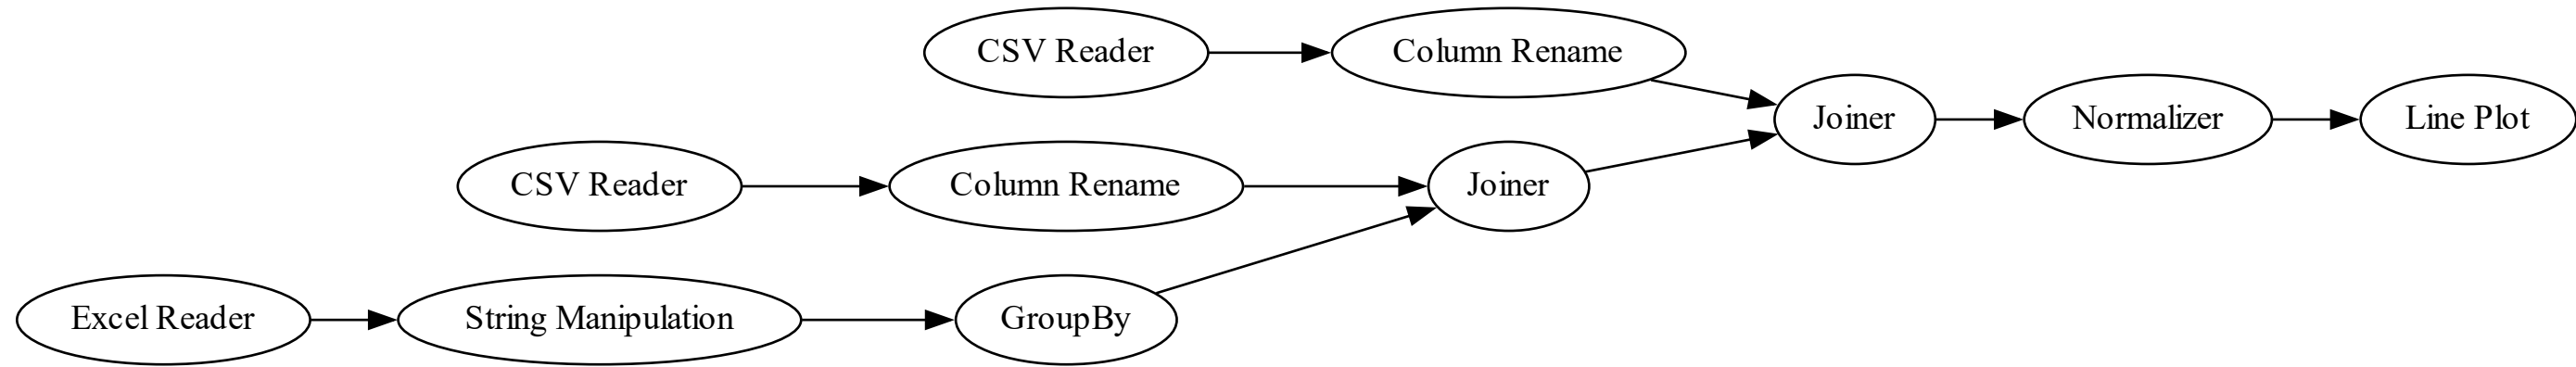 CSV Reader
Column Rename
Joiner
Normalizer
Line Plot
CSV Reader
Column Rename
Joiner
Excel Reader
String Manipulation
GroupBy